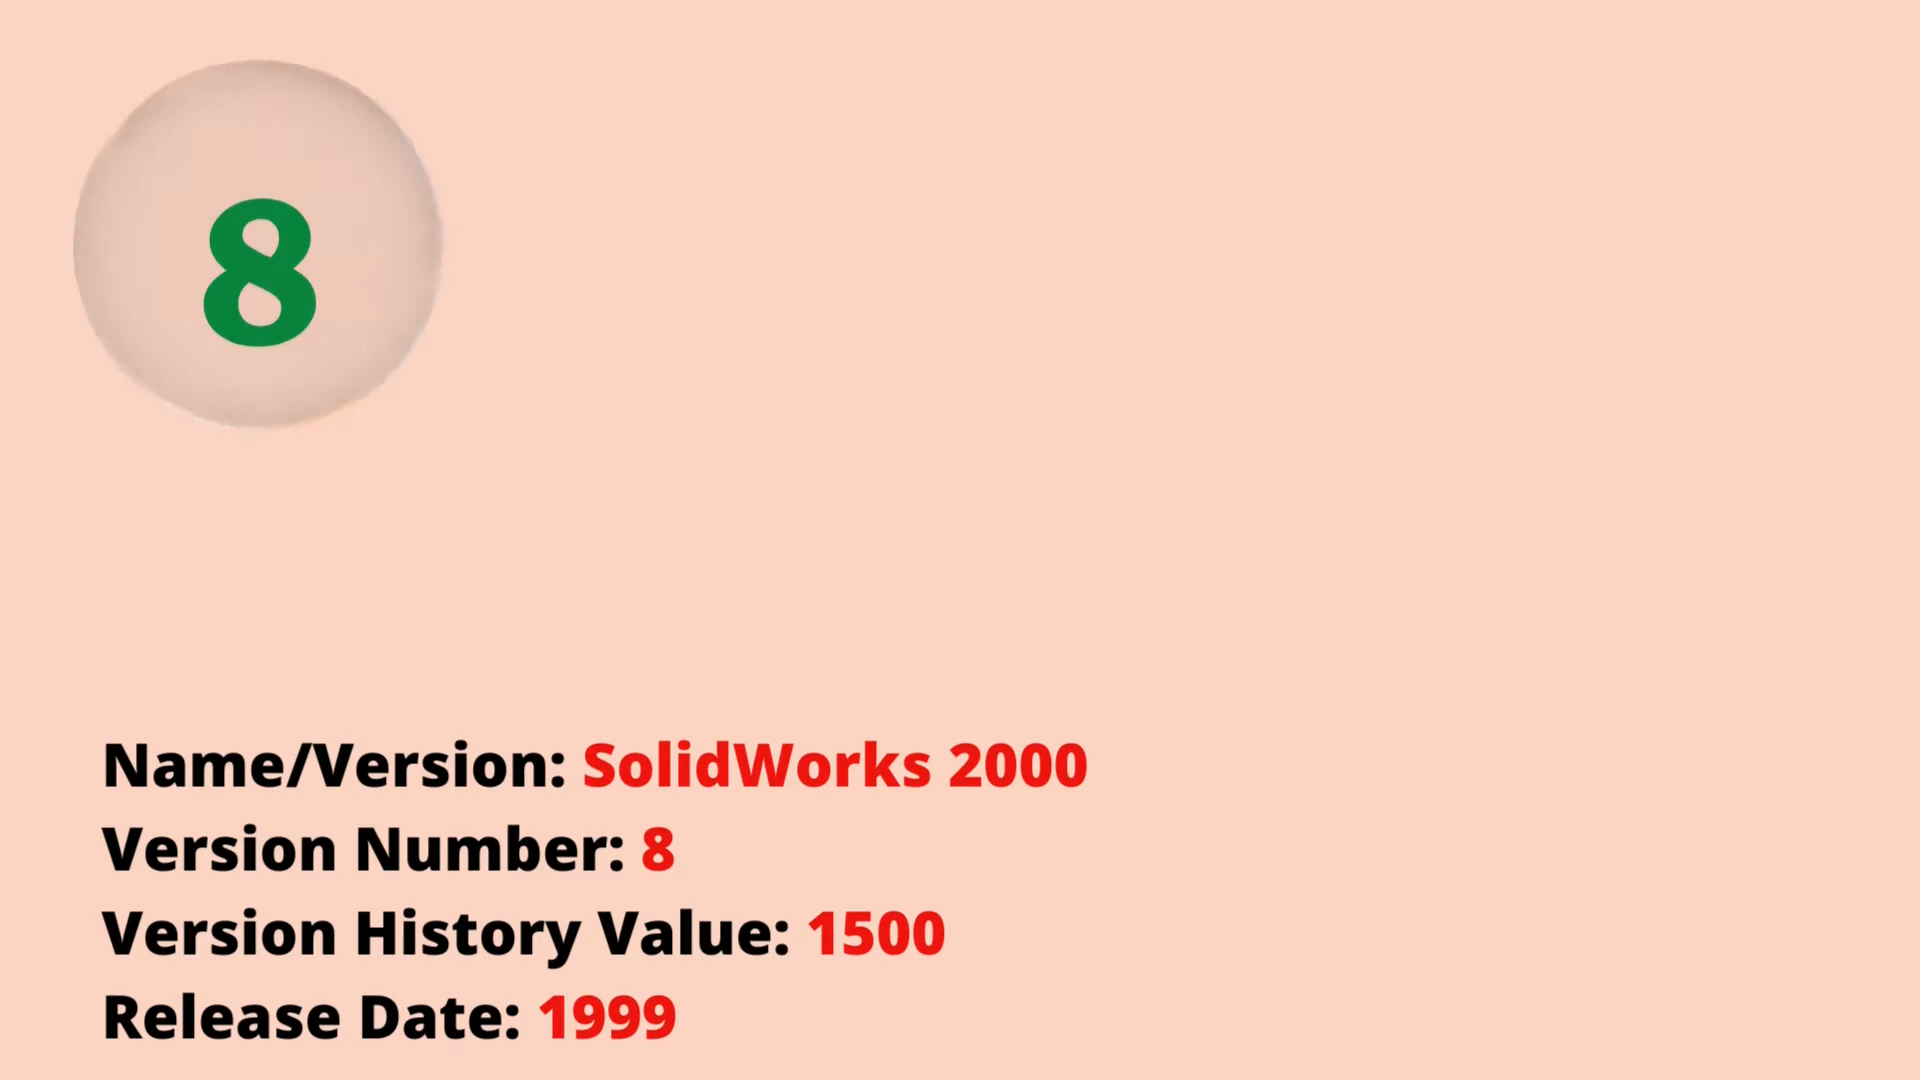 8
Name/Version: SolidWorks 2000
Version Number: 8
Version History Value: 1500
Release Date: 1999